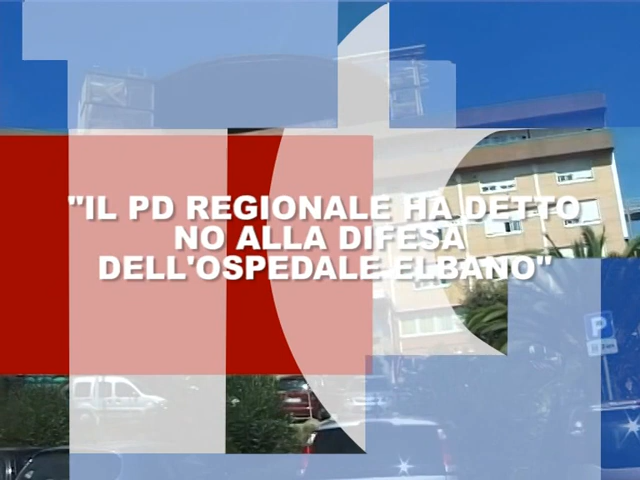 "IL PD REGIONALE HA DETTO
NO ALLA DIFESA
DELL'OSPEDALE ELBANO"
P